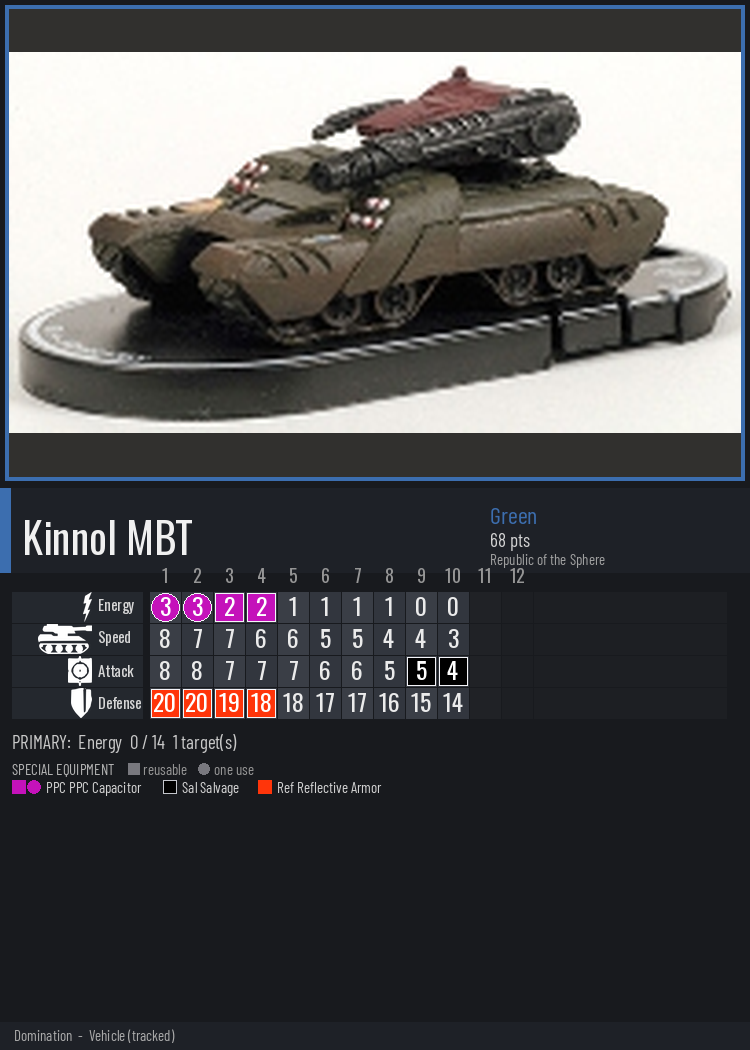 Kinnol MBT
Green
68 pts
Republic of the Sphere
1 2 3 4 5 6 7 8 9 10 11 12
Energy 3 3 2 2 1 1 1 1 0 0
Speed 8 7 7 6 6 5 5 4 4 3
Attack 8 8 7 7 7 6 6 5 5 4
Defense 20 20 19 18 18 17 17 16 15 14
PRIMARY: Energy 0 / 14 1 target(s)
SPECIAL EQUIPMENT reusable one use
PPC PPC Capacitor Sal Salvage Ref Reflective Armor
Domination - Vehicle (tracked)